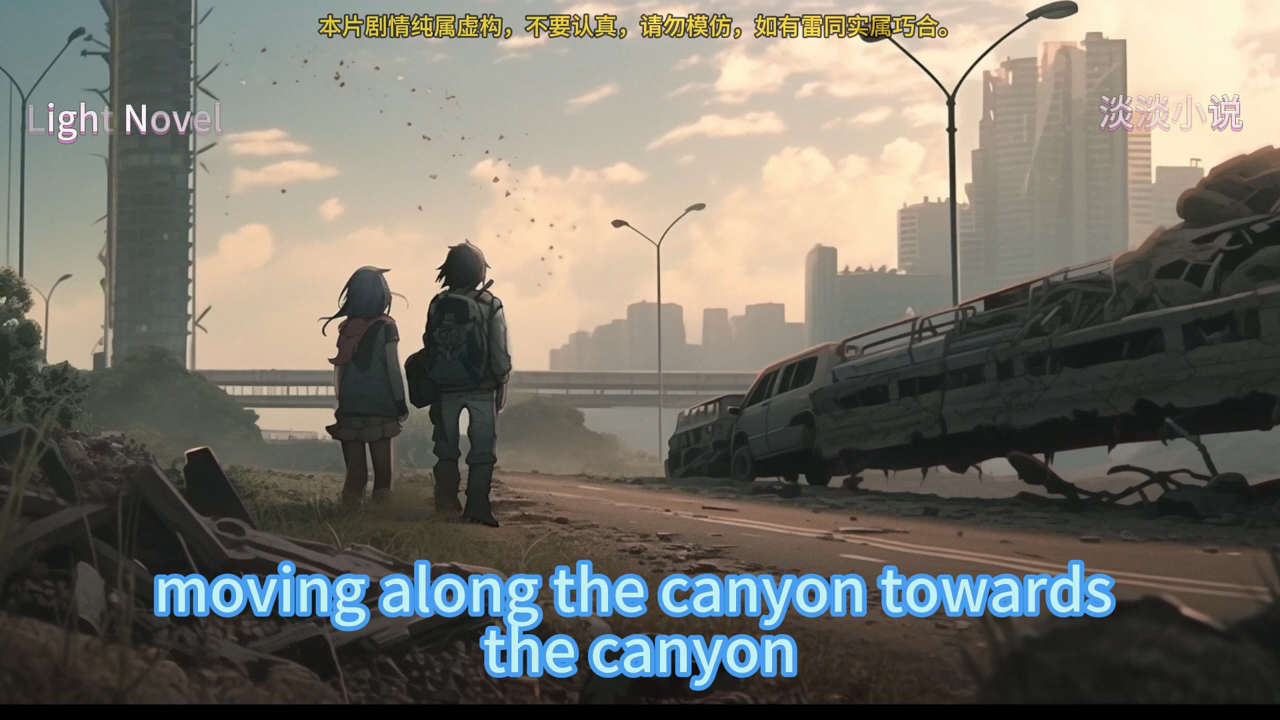 本片剧情纯属虚构，不要认真，请勿模仿，如有雷同实属巧合。
Light Novel
淡淡小说
moving along the canyon towards
the canyon